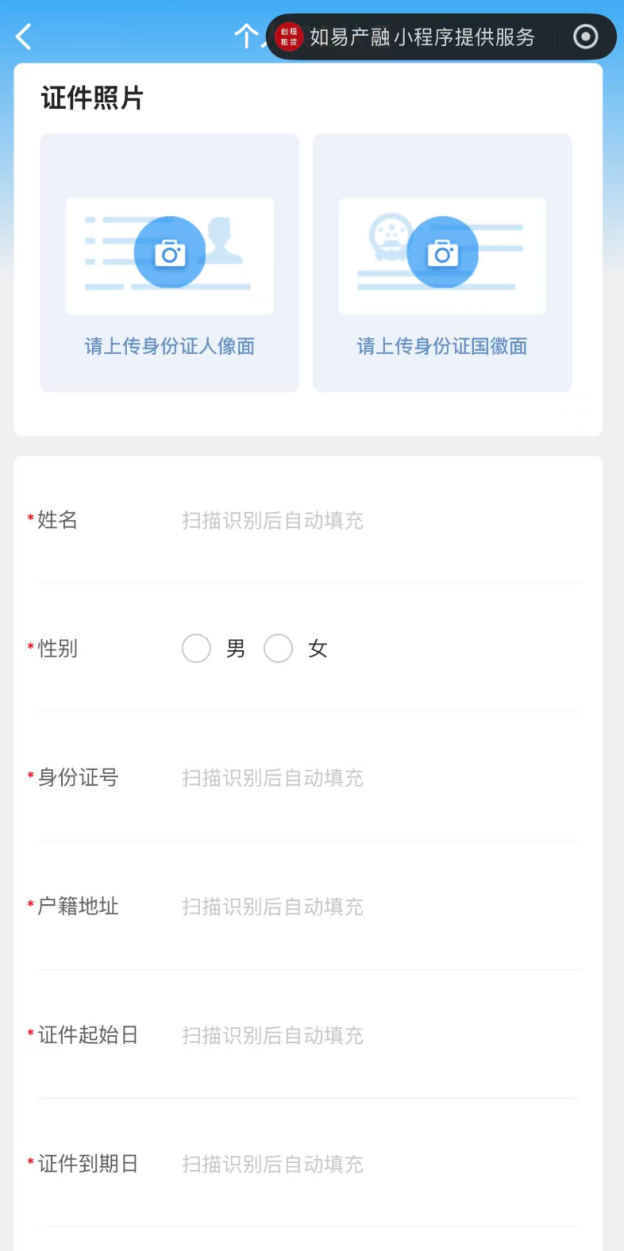 个
创程
租赁
如易产融小程序提供服务
证件照片
请上传身份证人像面
请上传身份证国徽面
*姓名 扫描识别后自动填充
*性别 男 女
*身份证号 扫描识别后自动填充
*户籍地址 扫描识别后自动填充
*证件起始日 扫描识别后自动填充
*证件到期日 扫描识别后自动填充